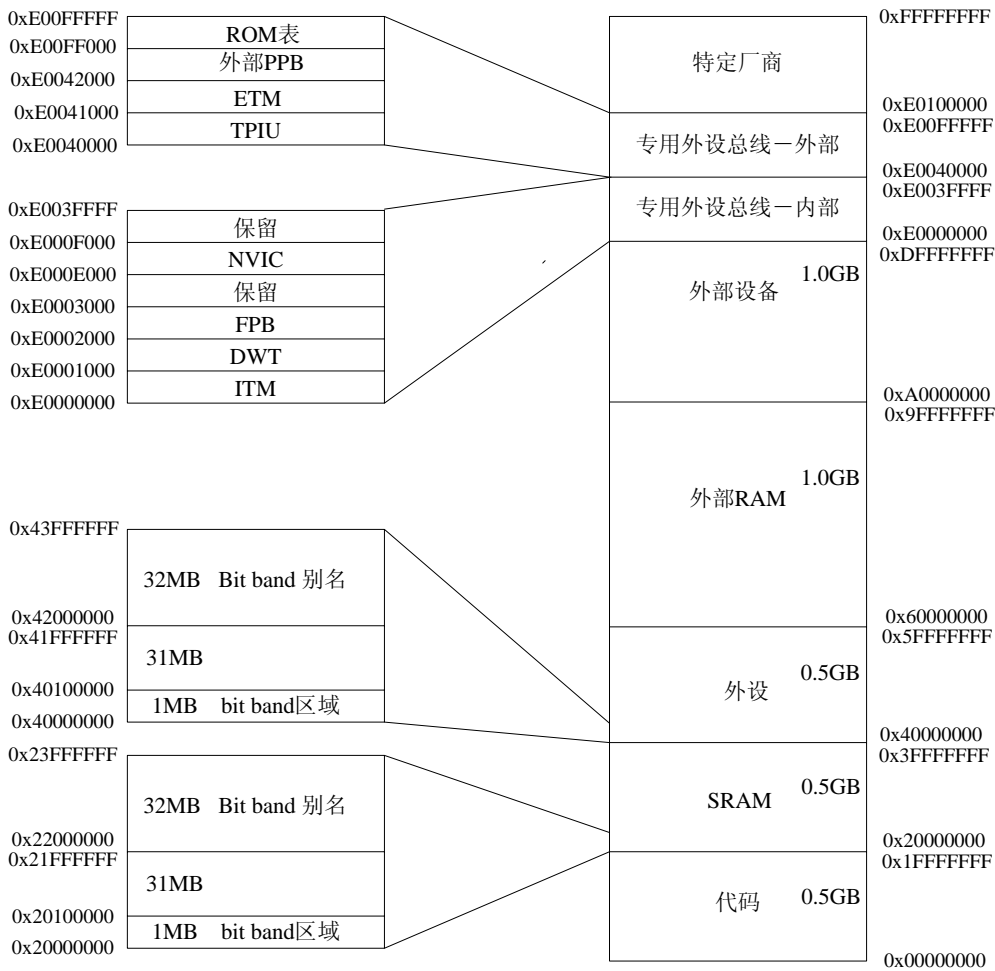 0xE00FFFFF
ROM表
0xE00FF000
外部PPB
0xE0042000
ETM
0xE0041000
TPIU
0xE0040000
0xE003FFFF
保留
0xE000F000
NVIC
0xE000E000
保留
0xE0003000
FPB
0xE0002000
DWT
0xE0001000
ITM
0xE0000000
0x43FFFFFF
32MB Bit band 别名
0x42000000
0x41FFFFFF
31MB
0x40100000
1MB bit band区域
0x40000000
0x23FFFFFF
32MB Bit band 别名
0x22000000
0x21FFFFFF
31MB
0x20100000
1MB bit band区域
0x20000000
0xFFFFFFFF
特定厂商
0xE0100000
0xE00FFFFF
专用外设总线－外部
0xE0040000
0xE003FFFF
专用外设总线－内部
0xE0000000
0xDFFFFFFF
1.0GB
外部设备
0xA0000000
0x9FFFFFFF
1.0GB
外部RAM
0x60000000
0x5FFFFFFF
0.5GB
外设
0x40000000
0x3FFFFFFF
0.5GB
SRAM
0x20000000
0x1FFFFFFF
0.5GB
代码
0x00000000